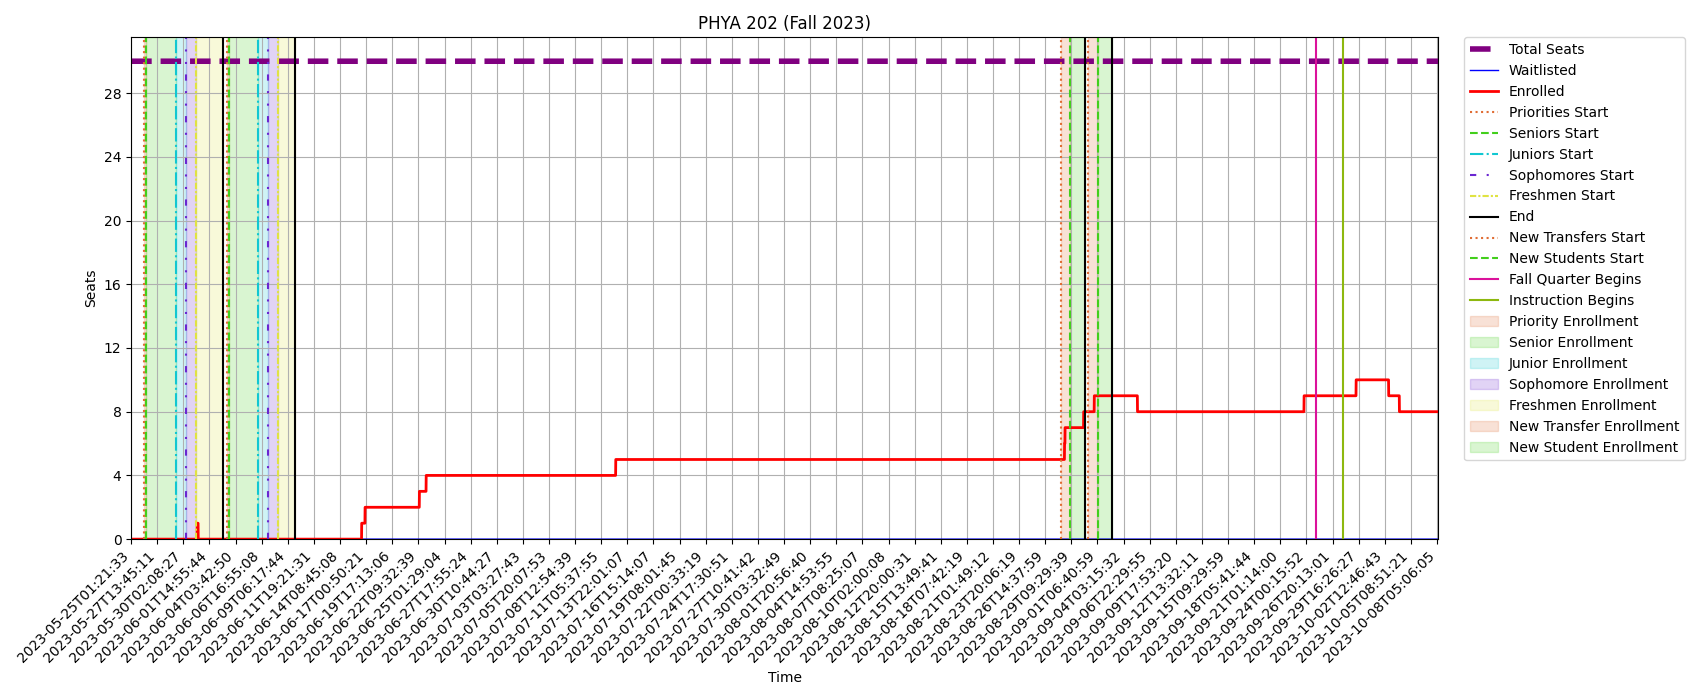 PHYA 202 (Fall 2023)
Seats
28
24
20
16
12
8
4
0
2023-05-25T01:21:33
2023-05-27T13:45:11
2023-05-30T02:08:27
2023-06-01T14:55:44
2023-06-04T03:42:50
2023-06-06T16:55:08
2023-06-09T06:17:44
2023-06-11T19:21:31
2023-06-14T08:45:08
2023-06-17T00:50:21
2023-06-19T17:13:06
2023-06-22T09:32:39
2023-06-25T01:29:04
2023-06-27T17:55:24
2023-06-30T10:44:27
2023-07-03T03:27:43
2023-07-05T20:07:53
2023-07-08T12:54:39
2023-07-11T05:37:55
2023-07-13T22:01:07
2023-07-16T15:14:07
2023-07-19T08:01:45
2023-07-22T00:33:19
2023-07-24T17:30:51
2023-07-27T10:41:42
2023-07-30T03:32:49
2023-08-01T20:56:40
2023-08-04T14:53:55
2023-08-07T08:25:07
2023-08-10T02:00:08
2023-08-12T20:00:31
2023-08-15T13:49:41
2023-08-18T07:42:19
2023-08-21T01:49:12
2023-08-23T20:06:19
2023-08-26T14:37:59
2023-08-29T09:29:39
2023-09-01T06:40:59
2023-09-04T03:15:32
2023-09-06T22:29:55
2023-09-09T17:53:20
2023-09-12T13:32:11
2023-09-15T09:29:59
2023-09-18T05:41:44
2023-09-21T01:14:00
2023-09-24T00:15:52
2023-09-26T20:13:01
2023-09-29T16:26:27
2023-10-02T12:46:43
2023-10-05T08:51:21
2023-10-08T05:06:05
Time
Total Seats
Waitlisted
Enrolled
Priorities Start
Seniors Start
Juniors Start
Sophomores Start
Freshmen Start
End
New Transfers Start
New Students Start
Fall Quarter Begins
Instruction Begins
Priority Enrollment
Senior Enrollment
Junior Enrollment
Sophomore Enrollment
Freshmen Enrollment
New Transfer Enrollment
New Student Enrollment